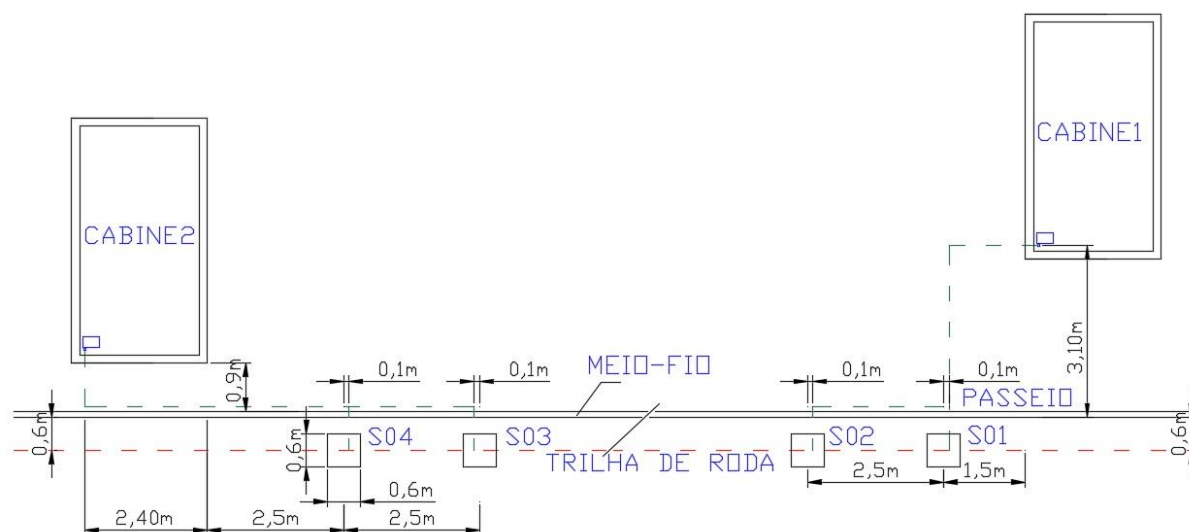 CABINE1
CABINE2
3,10m
0,9m
0,1m
0,1m
MEIO-FIO
0,1m
0,1m
PASSEIO
0,6m
0,6m
S04
S03
TRILHA DE RODA
S02
S01
0,6m
0,6m
2,5m
1,5m
2,40m
2,5m
2,5m